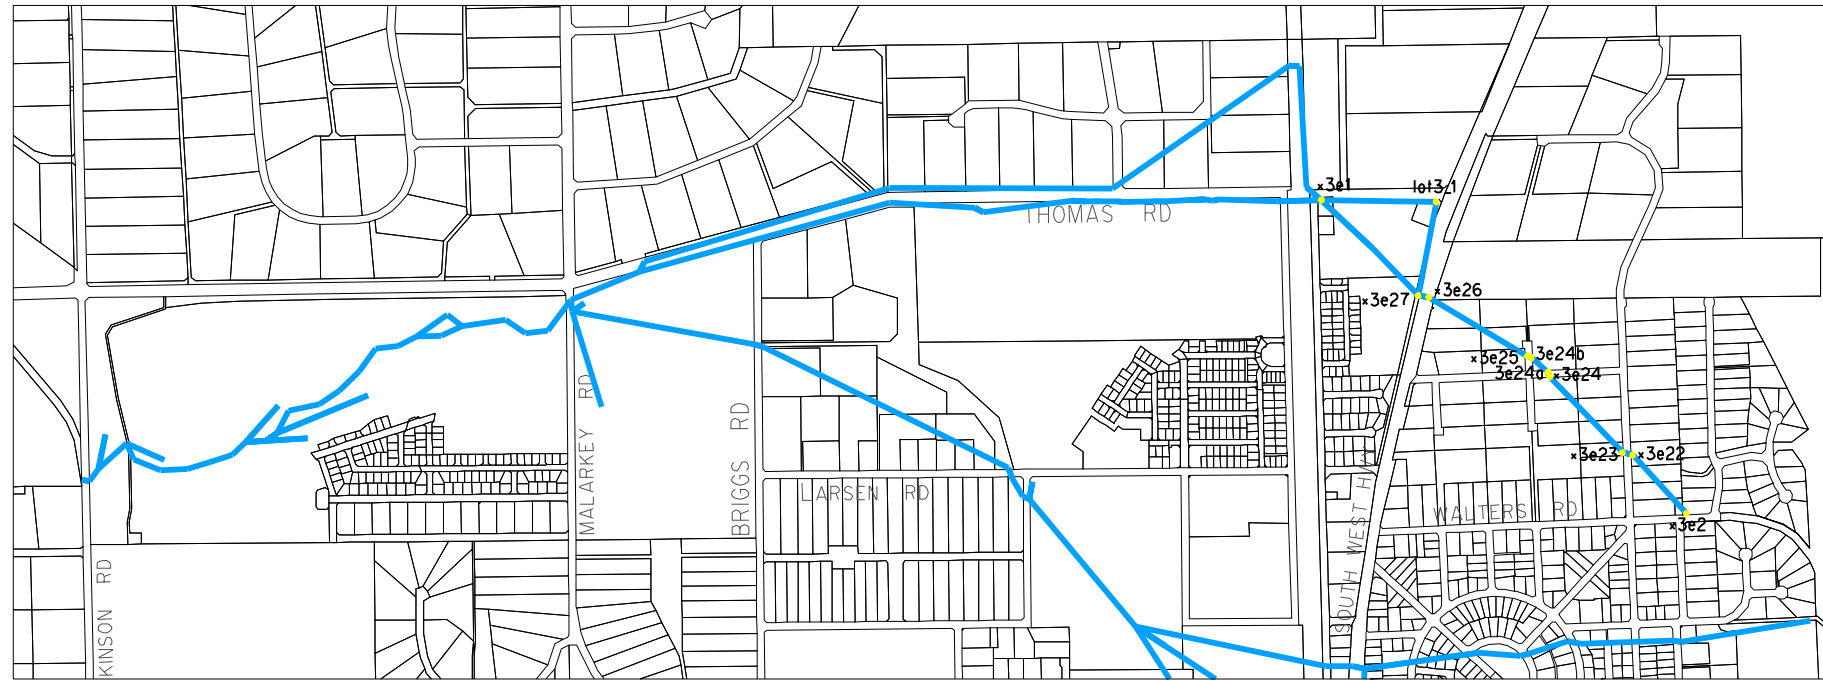 ×3e1
lot3_1
THOMAS RD
×3e27
×3e26
×3e25
3e24b
3e24a
×3e24
×3e23
×3e22
×3e2
MALARKEY RD
BRIGGS RD
LARSEN RD
SOUTH WEST HWY
WALTERS RD
KINSON RD